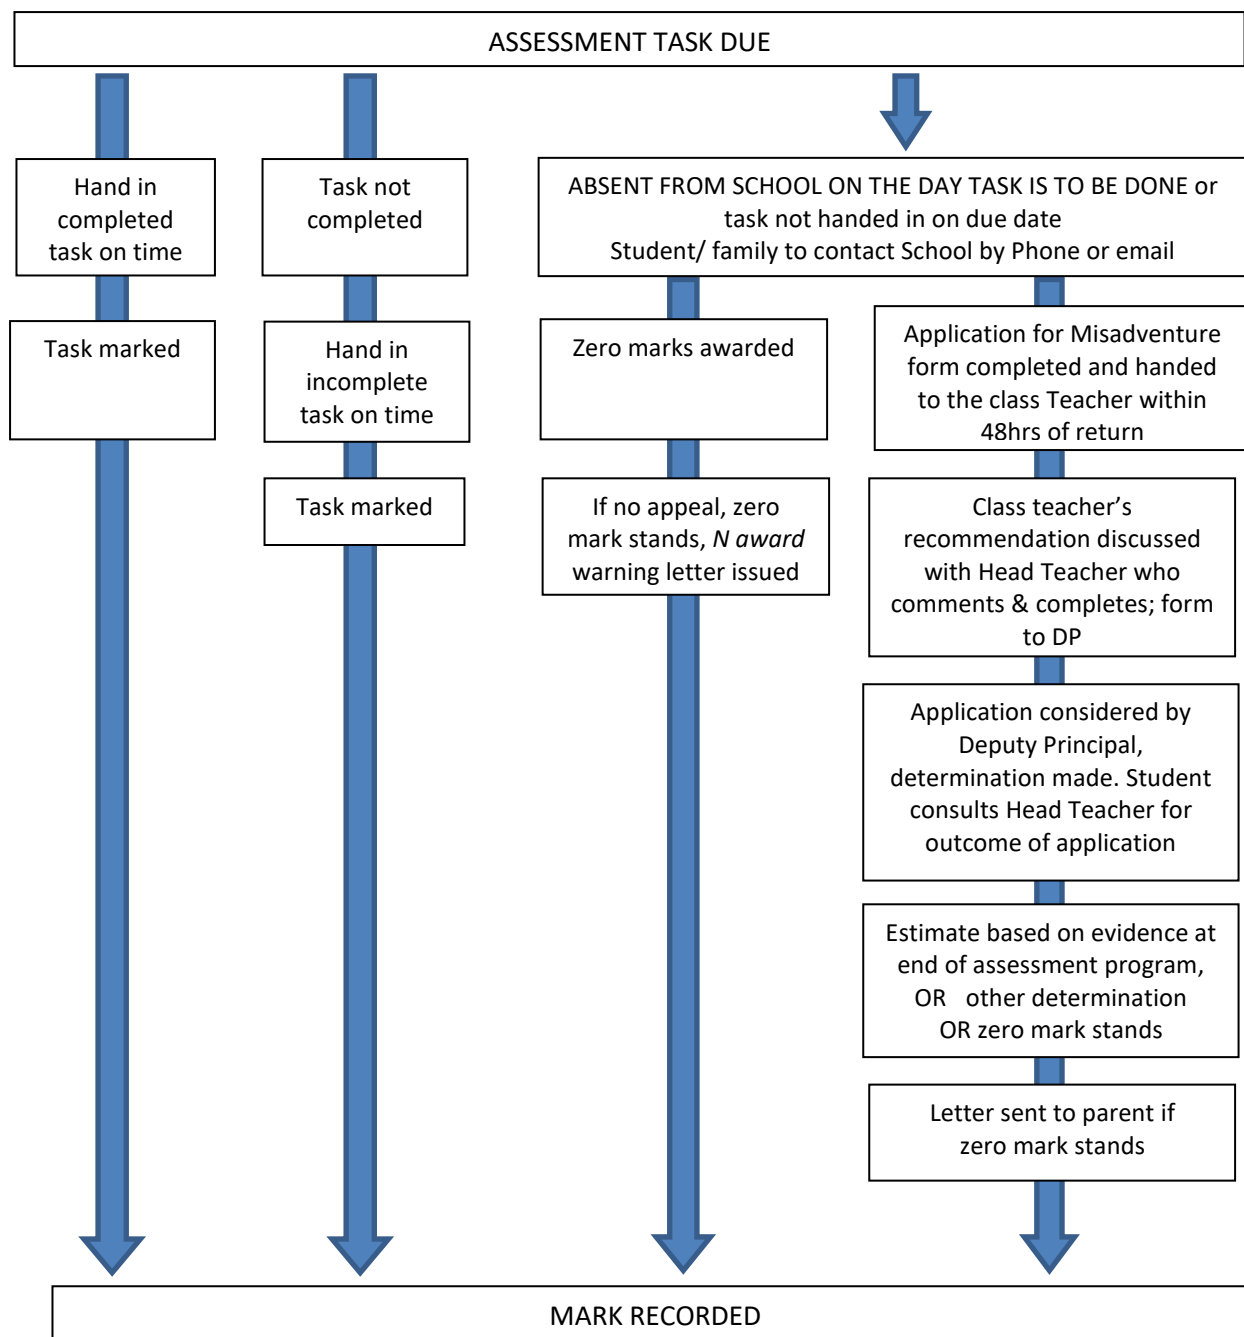 ASSESSMENT TASK DUE
Hand in
completed
task on time
Task marked
Task not
completed
Hand in
incomplete
task on time
Task marked
ABSENT FROM SCHOOL ON THE DAY TASK IS TO BE DONE or
task not handed in on due date
Student/ family to contact School by Phone or email
Zero marks awarded
If no appeal, zero
mark stands, N award
warning letter issued
Application for Misadventure
form completed and handed
to the class Teacher within
48hrs of return
Class teacher’s
recommendation discussed
with Head Teacher who
comments & completes; form
to DP
Application considered by
Deputy Principal,
determination made. Student
consults Head Teacher for
outcome of application
Estimate based on evidence at
end of assessment program,
OR other determination
OR zero mark stands
Letter sent to parent if
zero mark stands
MARK RECORDED